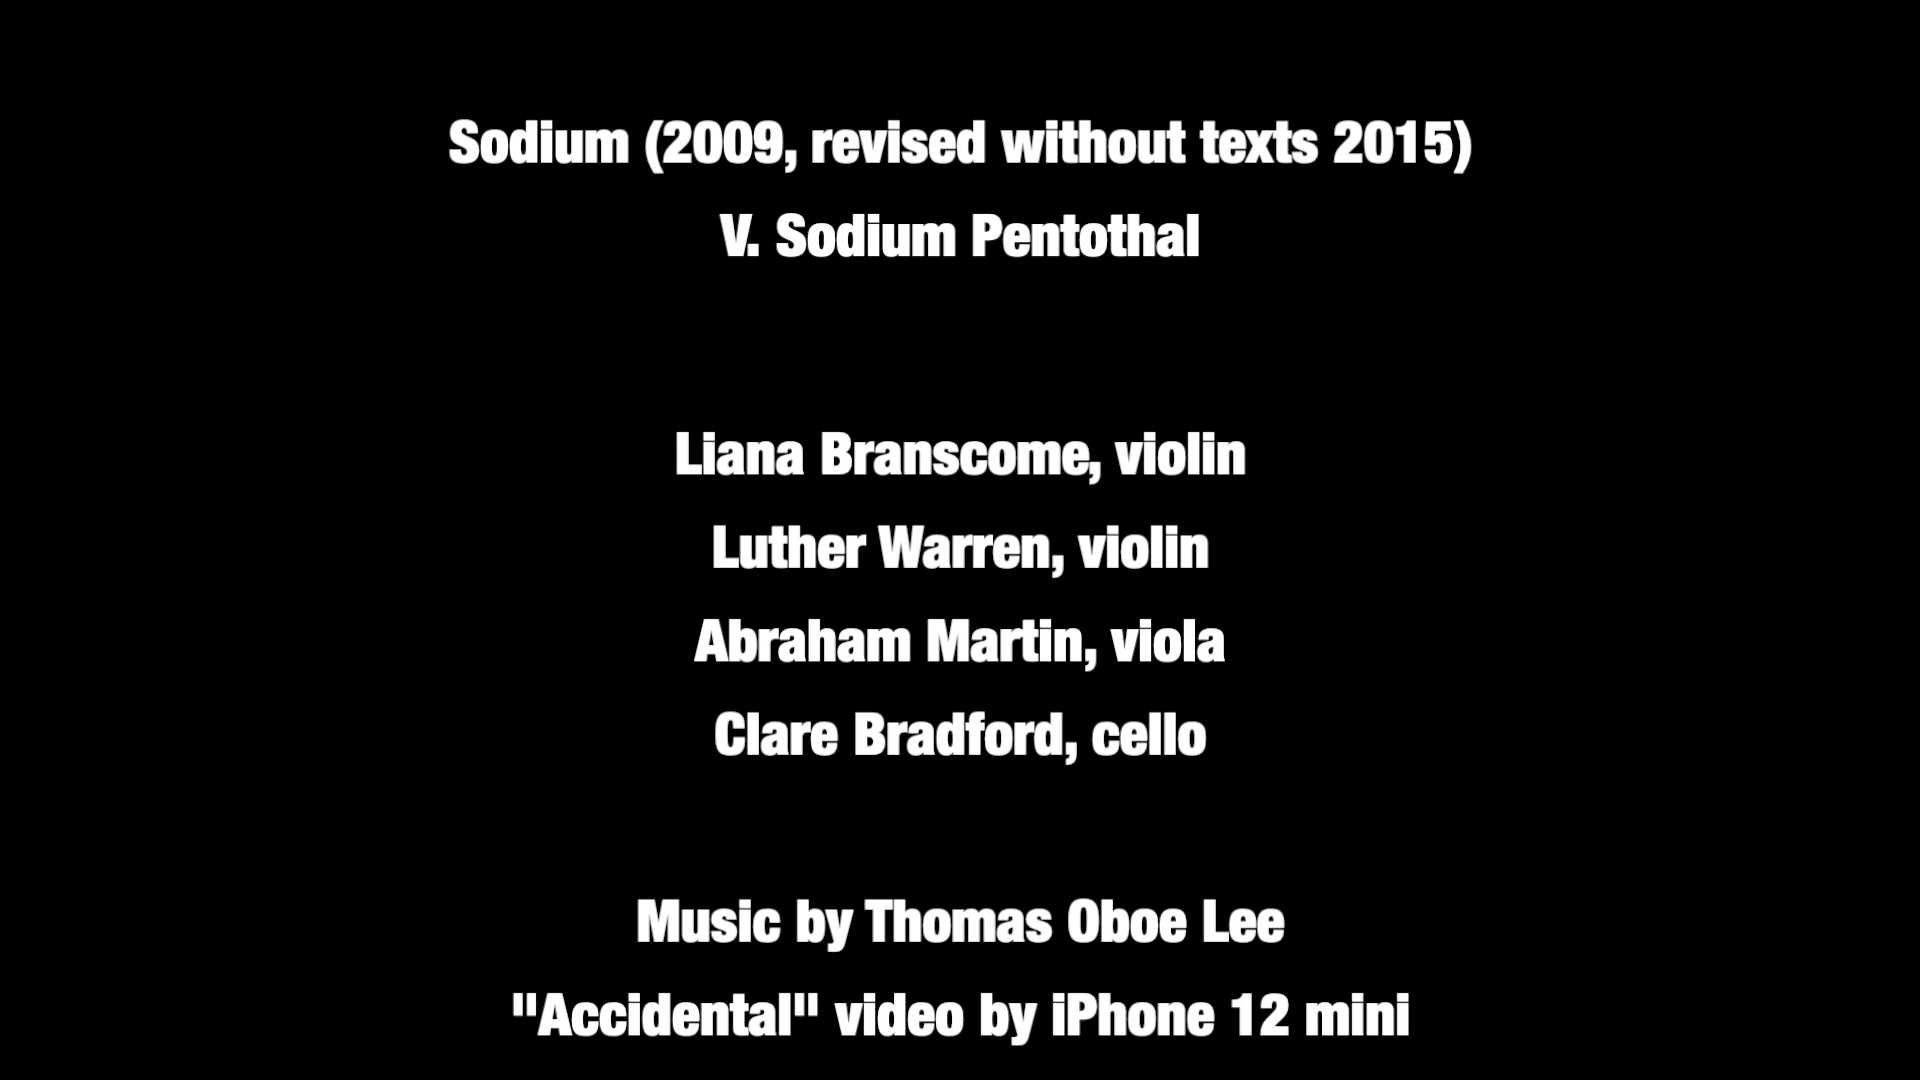 Sodium (2009, revised without texts 2015)
V. Sodium Pentothal
Liana Branscome, violin
Luther Warren, violin
Abraham Martin, viola
Clare Bradford, cello
Music by Thomas Oboe Lee
"Accidental" video by iPhone 12 mini